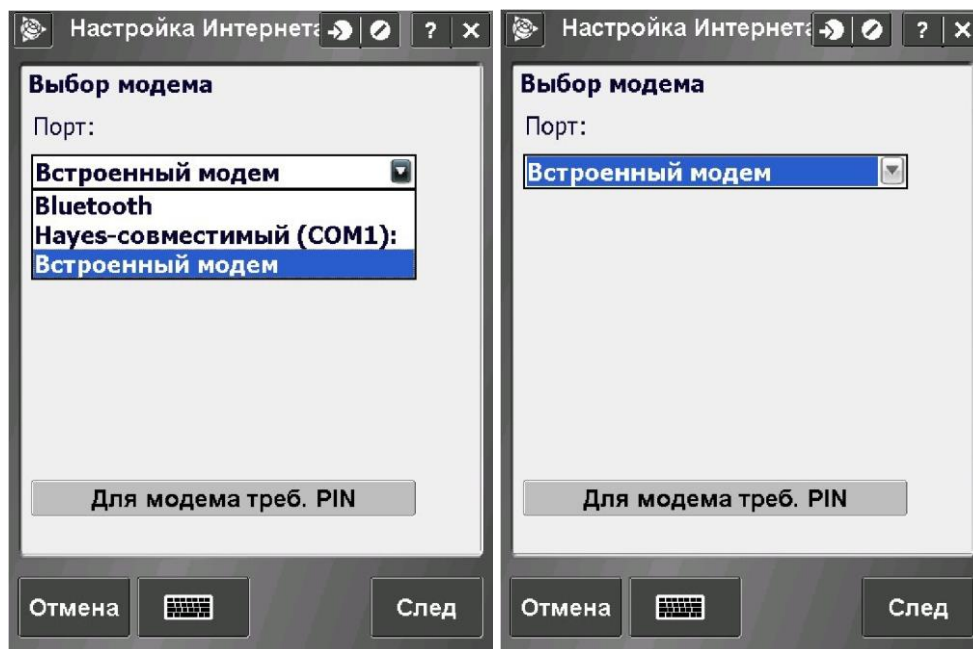 Настройка Интернета
?
Выбор модема
Порт:
Встроенный модем
Bluetooth
Hayes-совместимый (COM1):
Встроенный модем
Для модема треб. PIN
Отмена
След
Настройка Интернета
?
Выбор модема
Порт:
Встроенный модем
Для модема треб. PIN
Отмена
След